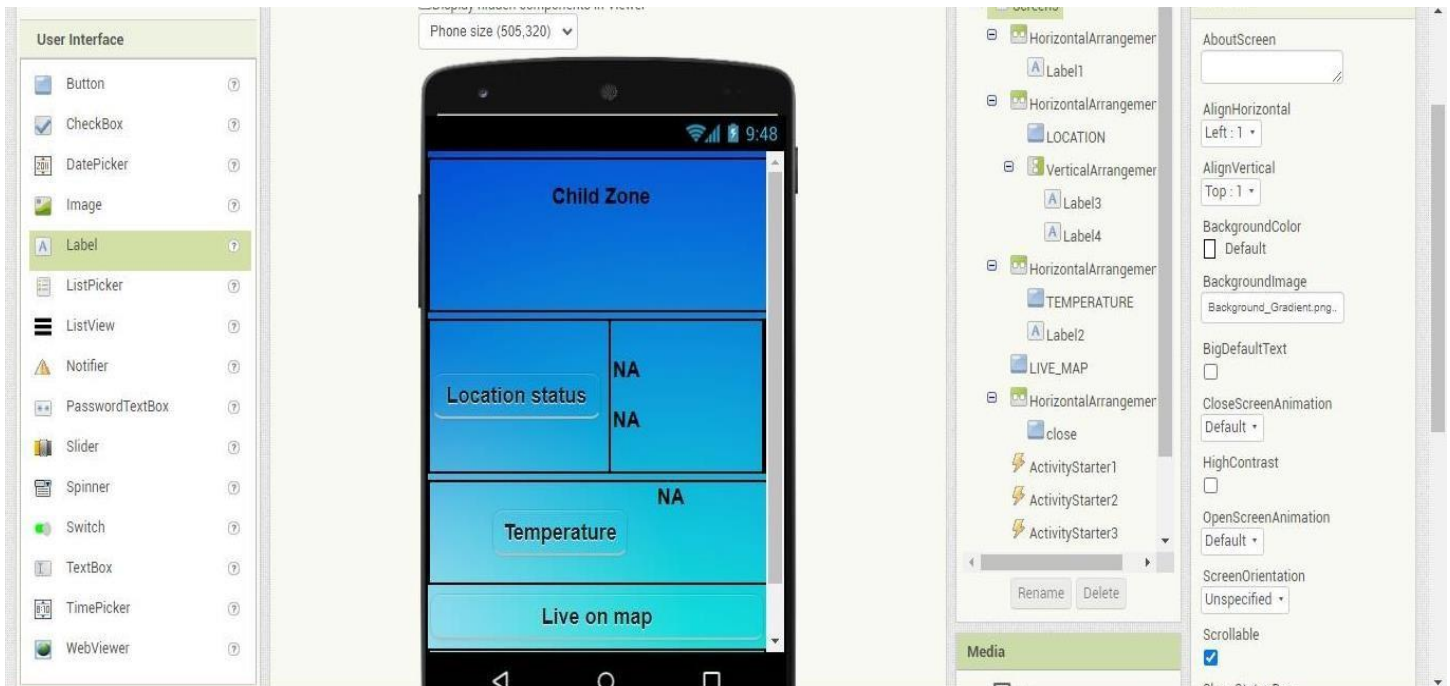 User Interface
Button
CheckBox
DatePicker
Image
Label
ListPicker
ListView
Notifier
PasswordTextBox
Slider
Spinner
Switch
TextBox
TimePicker
WebViewer
Phone size (505,320)
9:48
Child Zone
Location status
NA
NA
NA
Temperature
Live on map
HorizontalArrangemer
Label1
HorizontalArrangemer
LOCATION
VerticalArrangemer
Label3
Label4
HorizontalArrangemer
TEMPERATURE
Label2
LIVE_MAP
HorizontalArrangemer
close
ActivityStarter1
ActivityStarter2
ActivityStarter3
Rename Delete
Media
AboutScreen
AlignHorizontal
Left : 1
AlignVertical
Top : 1
BackgroundColor
Default
BackgroundImage
Background_Gradient.png..
BigDefaultText
CloseScreenAnimation
Default
HighContrast
OpenScreenAnimation
Default
ScreenOrientation
Unspecified
Scrollable